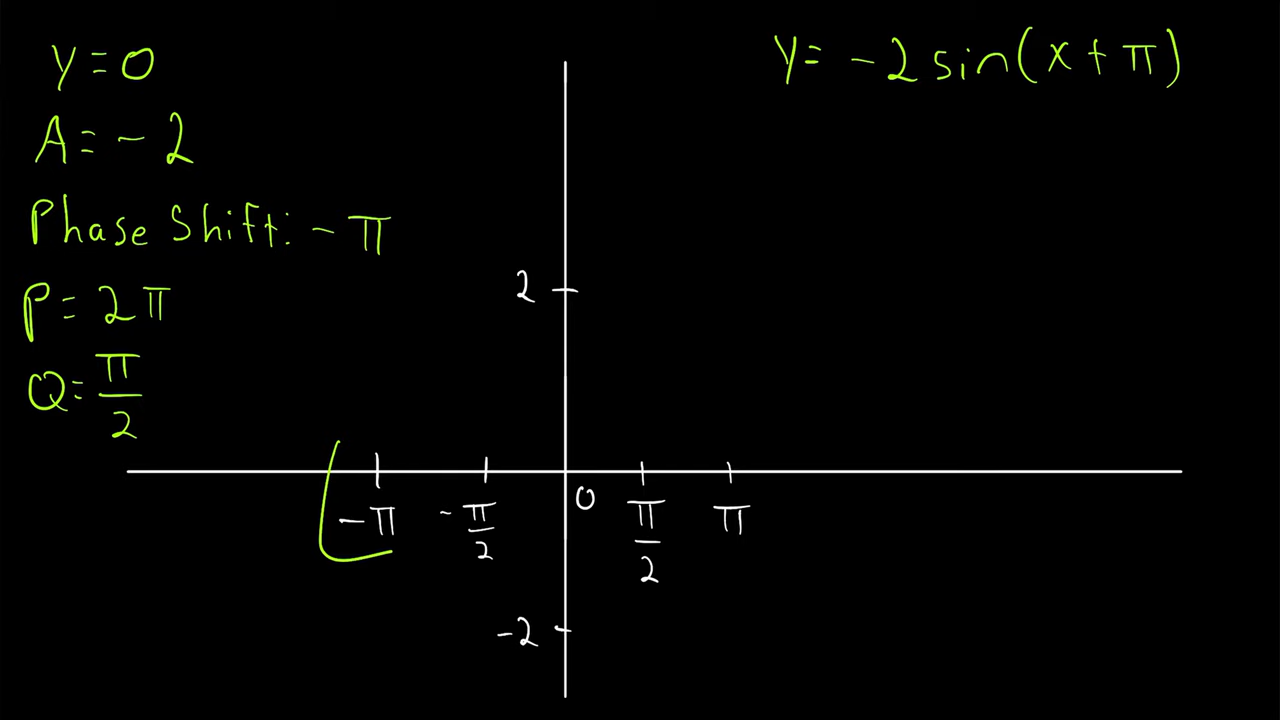 y = 0
y = -2 sin(x + π)
A = -2
Phase Shift: -π
P = 2π
Q = π/2
2
-π -π/2 0 π/2 π
-2